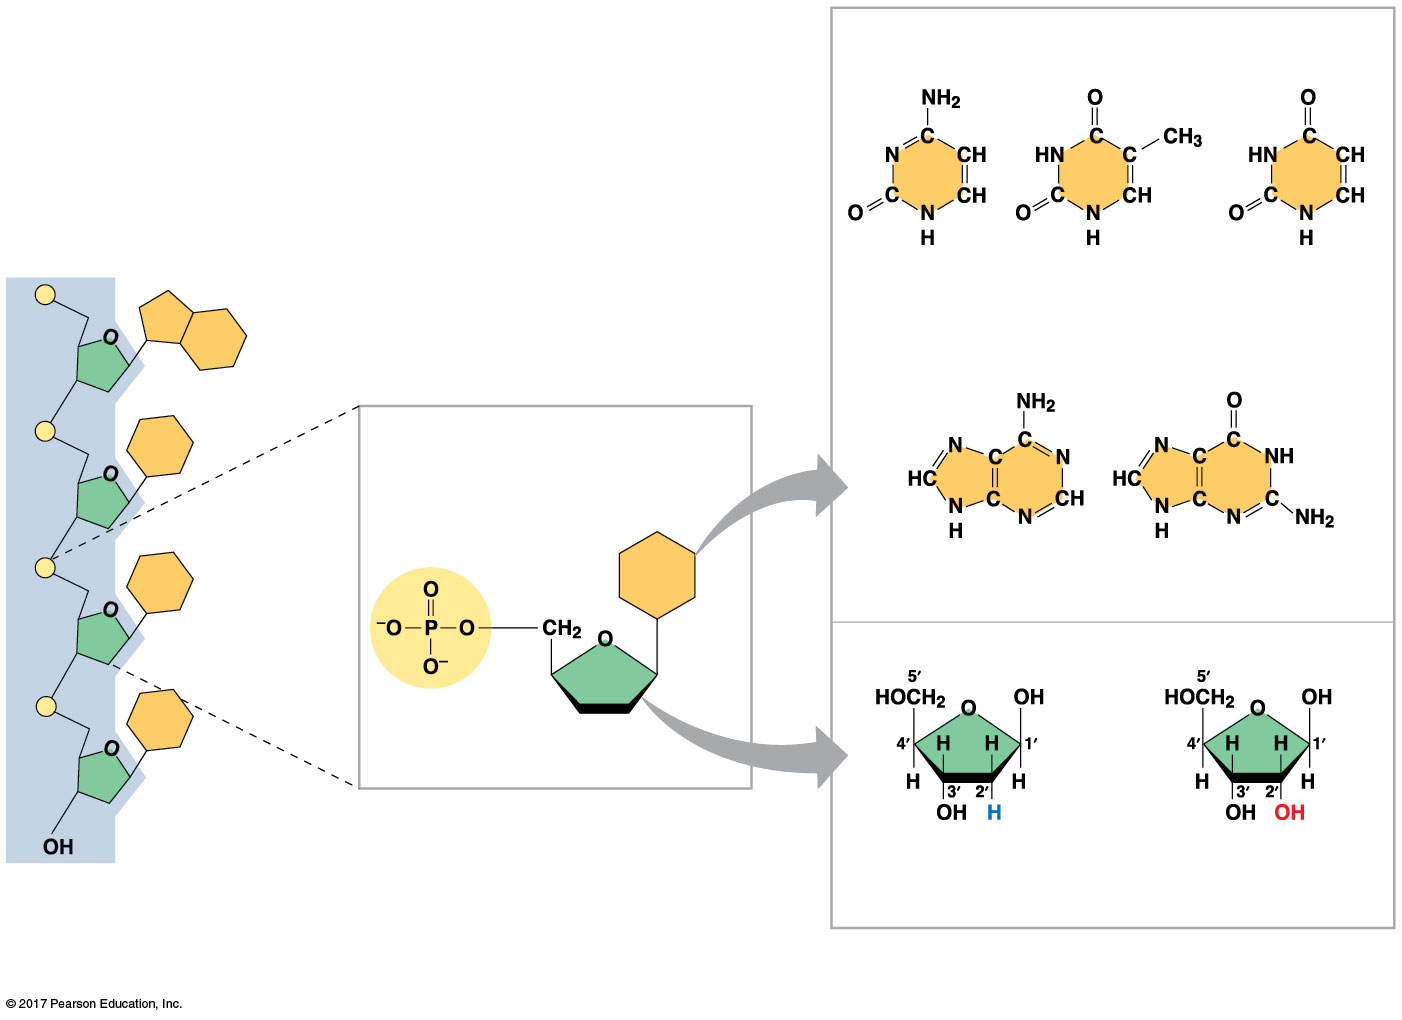 NH₂
N
C
CH
CH
C
O
N
H
O
C
CH₃
HN
C
CH
C
O
N
H
O
C
HN
CH
C
CH
O
N
H
O
O
O
O
OH
O
⁻O–P–O
O⁻
CH₂
O
NH₂
N
C
C
N
HC
C
CH
N
N
H
O
N
C
C
NH
HC
C
C
N
N
NH₂
H
5′
HOCH₂
O
OH
4′
H
H
1′
H
H
3′
2′
OH
H
5′
HOCH₂
O
OH
4′
H
H
1′
H
H
3′
2′
OH
OH
© 2017 Pearson Education, Inc.